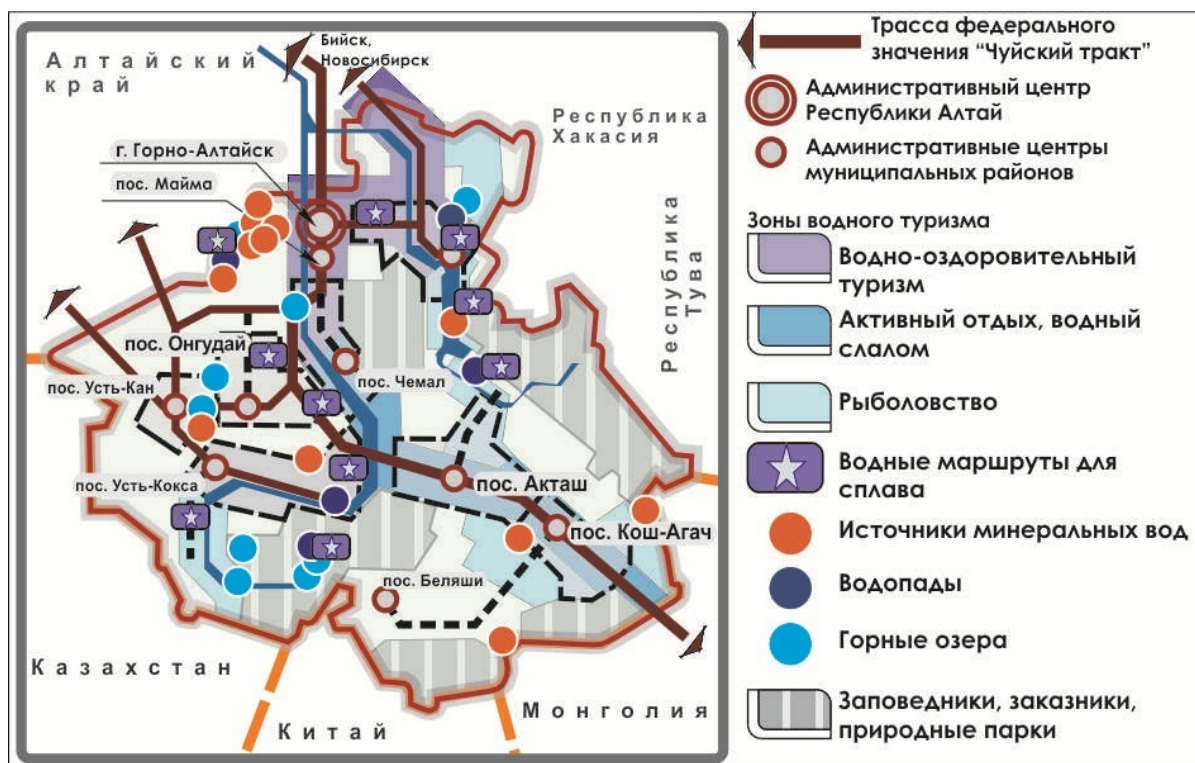 Алтайский
край
Бийск,
Новосибирск
Республика
Хакасия
г. Горно-Алтайск
пос. Майма
Республика
Тува
пос. Онгудай
пос. Усть-Кан
пос. Чемал
пос. Усть-Кокса
пос. Акташ
пос. Кош-Агач
пос. Беляши
Казахстан
Китай
Монголия
Трасса федерального
значения “Чуйский тракт”
Административный центр
Республики Алтай
Административные центры
муниципальных районов
Зоны водного туризма
Водно-оздоровительный
туризм
Активный отдых, водный
слалом
Рыболовство
Водные маршруты для
сплава
Источники минеральных вод
Водопады
Горные озера
Заповедники, заказники,
природные парки